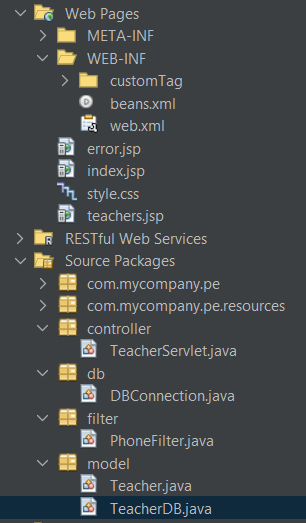 Web Pages
META-INF
WEB-INF
customTag
beans.xml
web.xml
error.jsp
index.jsp
style.css
teachers.jsp
RESTful Web Services
Source Packages
com.mycompany.pe
com.mycompany.pe.resources
controller
TeacherServlet.java
db
DBConnection.java
filter
PhoneFilter.java
model
Teacher.java
TeacherDB.java